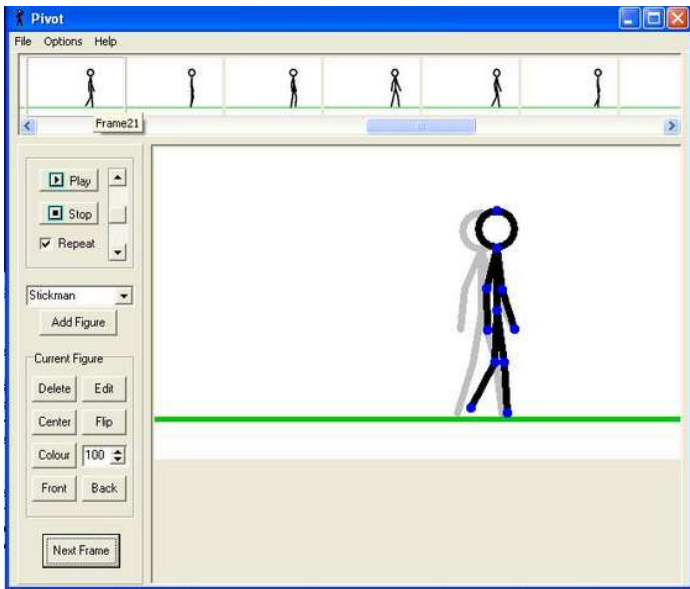 Pivot
File Options Help
Frame21
Play
Stop
Repeat
Stickman
Add Figure
Current Figure
Delete Edit
Center Flip
Colour 100
Front Back
Next Frame